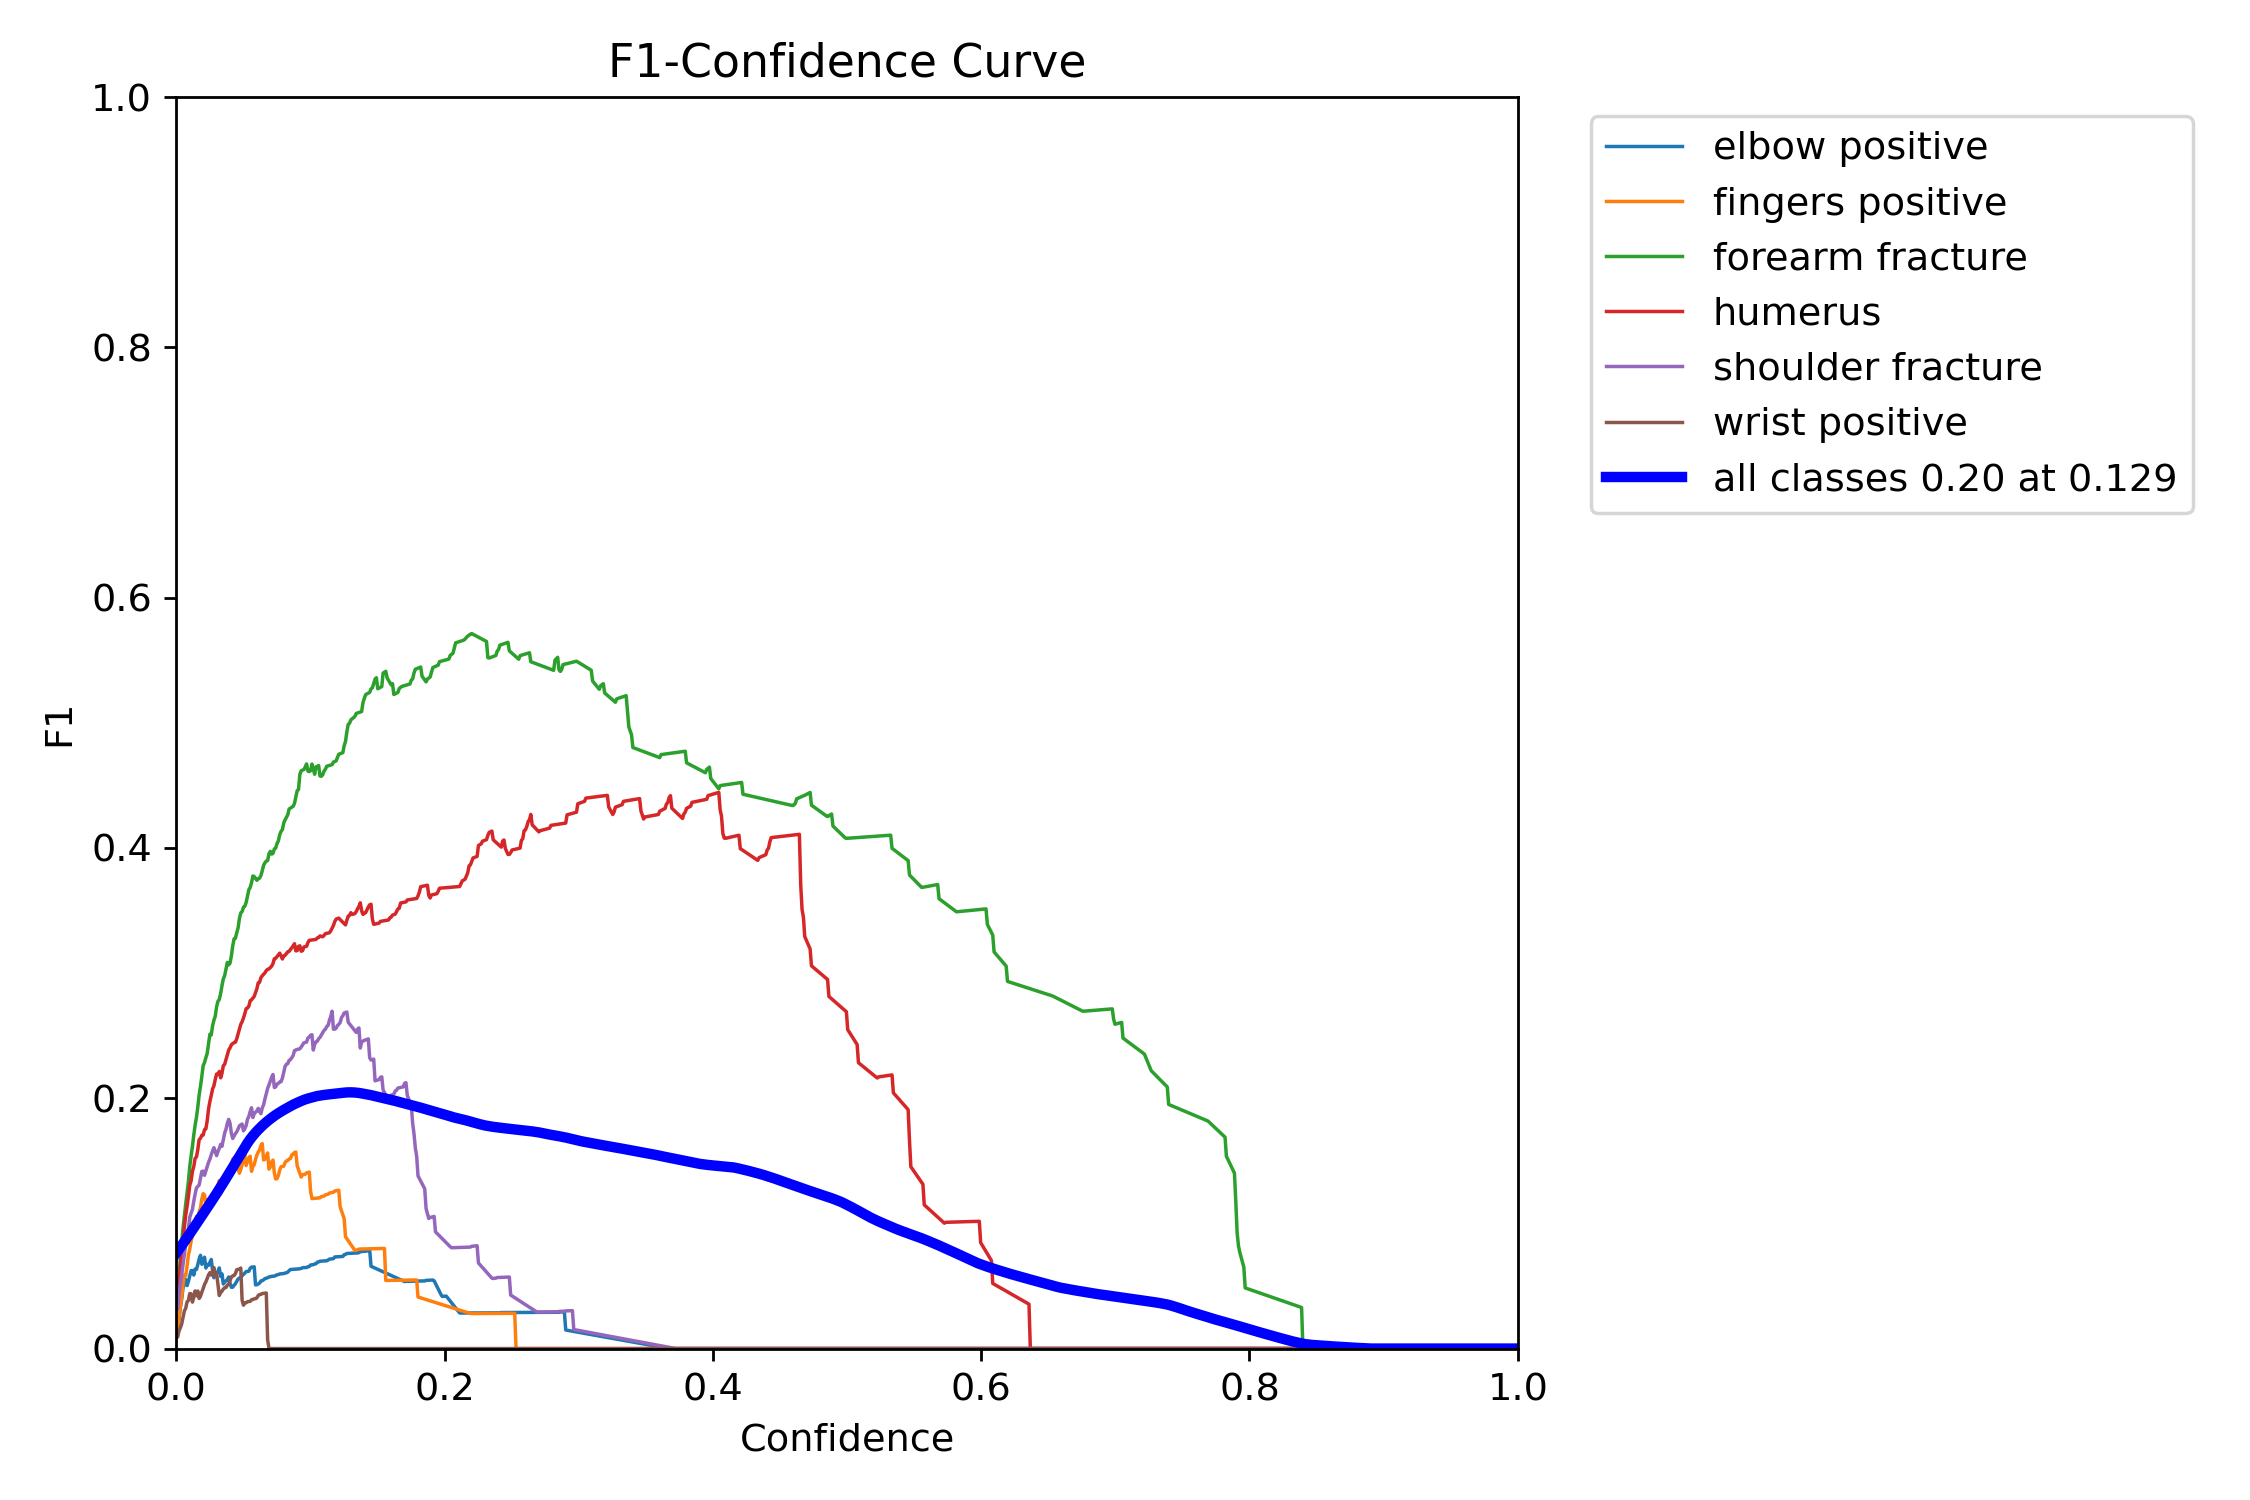 F1-Confidence Curve
1.0
0.8
0.6
0.4
0.2
0.0
F1
0.0 0.2 0.4 0.6 0.8 1.0
Confidence
elbow positive
fingers positive
forearm fracture
humerus
shoulder fracture
wrist positive
all classes 0.20 at 0.129